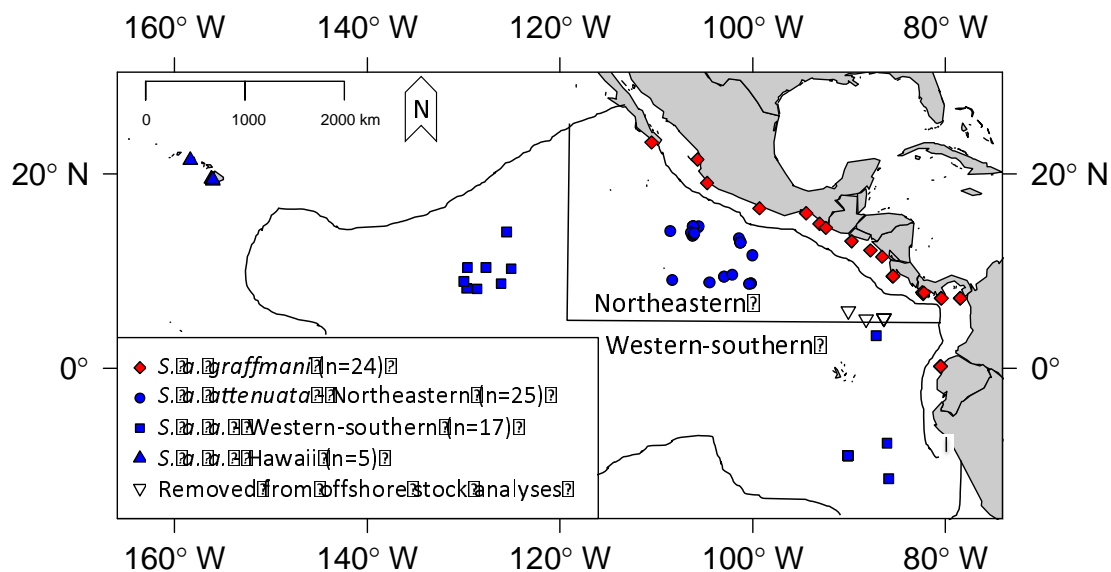 160° W 140° W 120° W 100° W 80° W
0 1000 2000 km
N
20° N 20° N
Northeastern
Western-southern
0° 0°
S. a. graffmani (n=24)
S. a. attenuata - Northeastern (n=25)
S. a. a. - Western-southern (n=17)
S. a. a. - Hawaii (n=5)
Removed from offshore stock analyses
160° W 140° W 120° W 100° W 80° W